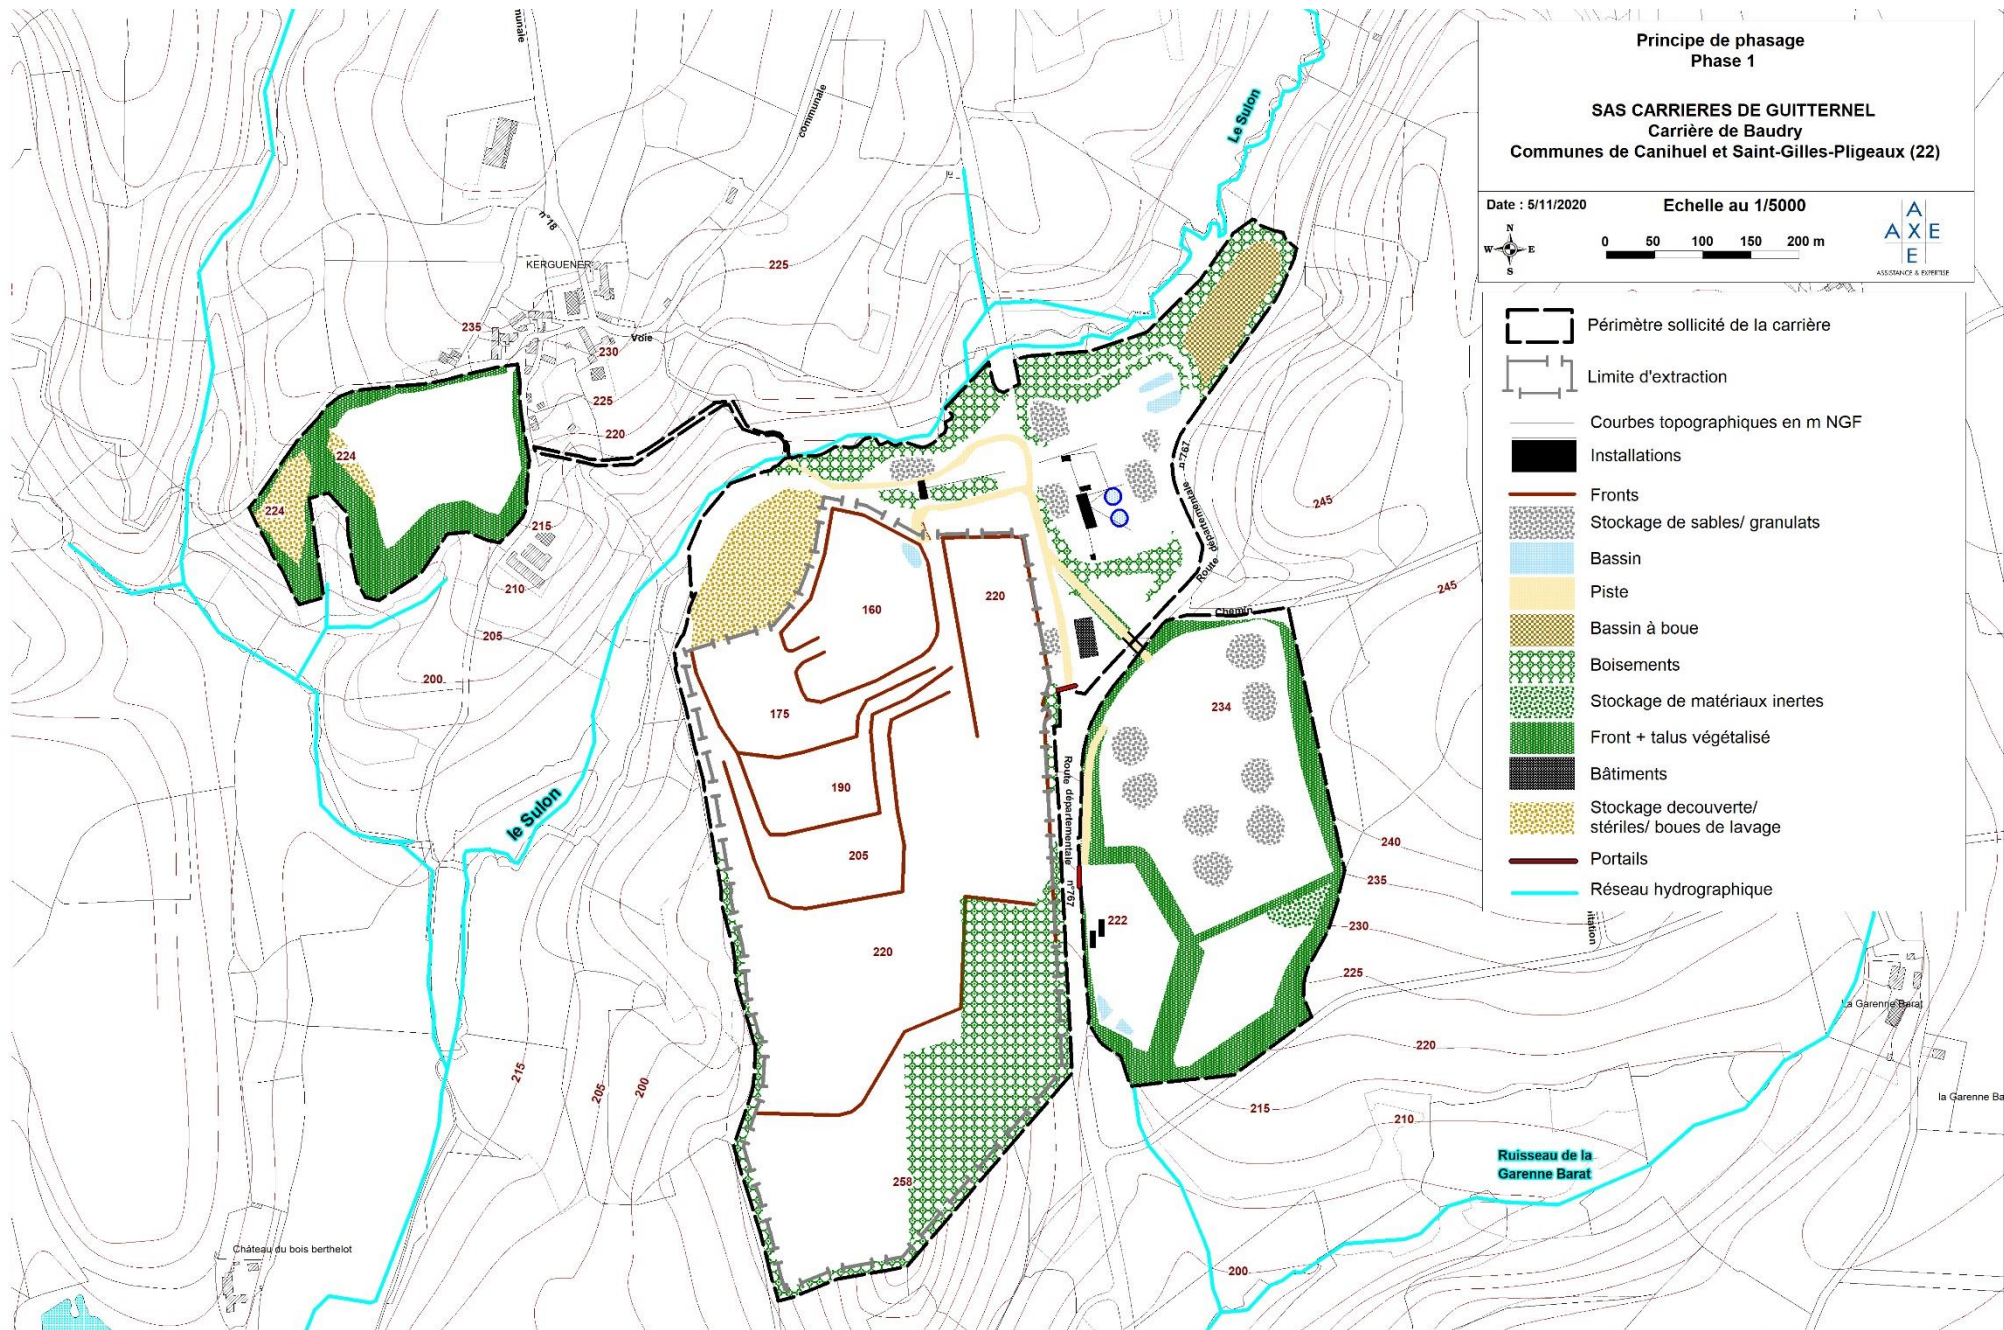 Principe de phasage
Phase 1
SAS CARRIERES DE GUITTERNEL
Carrière de Baudry
Communes de Canihuel et Saint-Gilles-Pligeaux (22)
Date : 5/11/2020
Echelle au 1/5000
N
W E
S
0 50 100 150 200 m
A
A X E
E
ASSISTANCE & EXPERTISE
Périmètre sollicité de la carrière
Limite d'extraction
Courbes topographiques en m NGF
Installations
Fronts
Stockage de sables/ granulats
Bassin
Piste
Bassin à boue
Boisements
Stockage de matériaux inertes
Front + talus végétalisé
Bâtiments
Stockage decouverte/
stériles/ boues de lavage
Portails
Réseau hydrographique
munale
communale
Le Sulon
n°18
KERGUENER
225
235
Voie
230
225
220
224
224
215
210
205
200
n°767
Route départementale
245
245
Chemin
160
220
175
190
205
220
258
234
222
Route départementale n°767
le Sulon
240
235
230
225
220
215
210
200
215
205
200
itation
La Garenne Barat
la Garenne Ba
Ruisseau de la
Garenne Barat
Château du bois berthelot